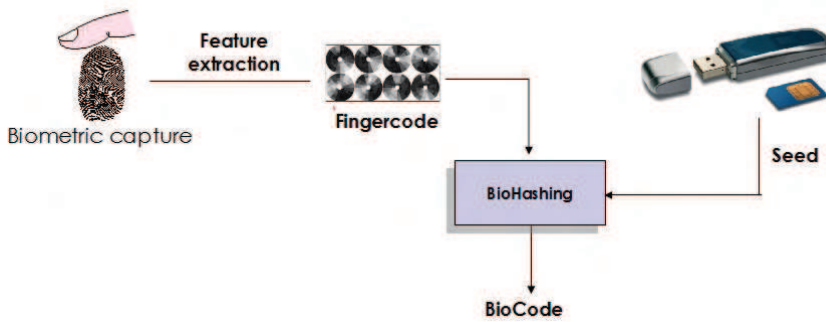 Feature
extraction
Biometric capture
Fingercode
Seed
BioHashing
BioCode